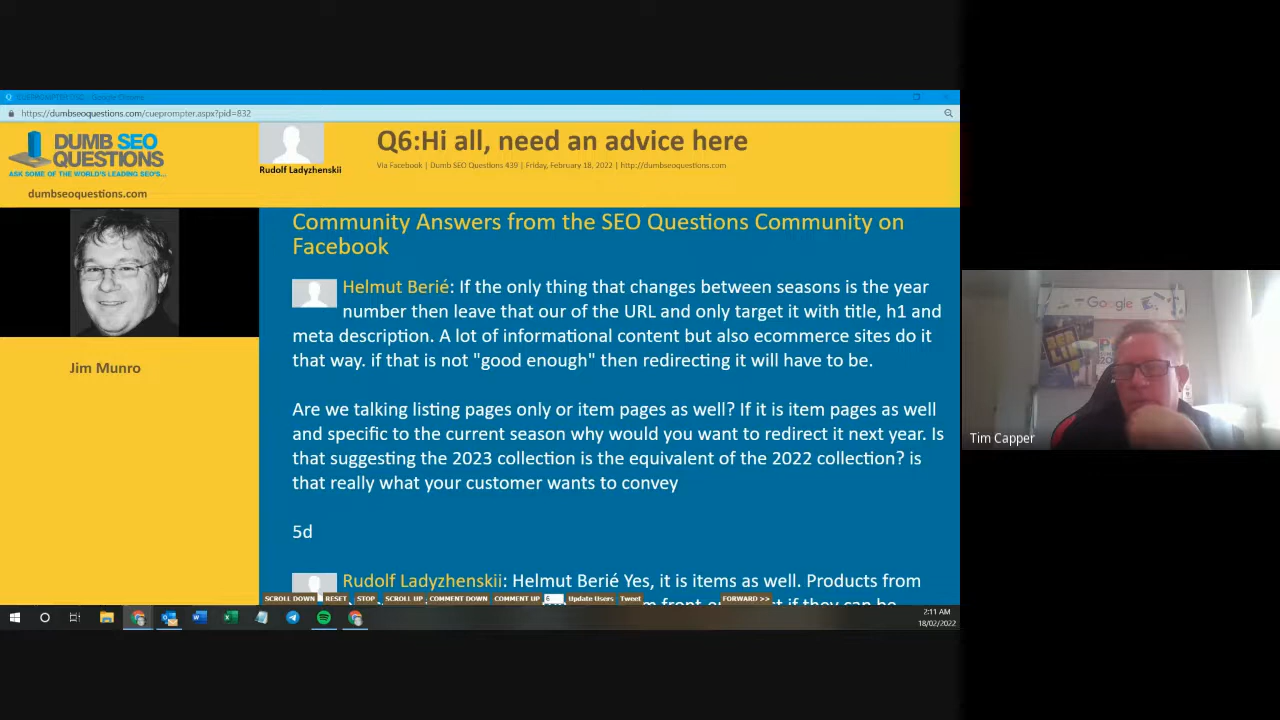 https://dumbseoquestions.com/cueprompter.aspx?pid=832
DUMB SEO
QUESTIONS
ASK SOME OF THE WORLD'S LEADING SEO'S...
dumbseoquestions.com
Rudolf Ladyzhenskii
Q6:Hi all, need an advice here
Via Facebook | Dumb SEO Questions 439 | Friday, February 18, 2022 | http://dumbseoquestions.com
Jim Munro
Community Answers from the SEO Questions Community on
Facebook
Helmut Berié: If the only thing that changes between seasons is the year
number then leave that our of the URL and only target it with title, h1 and
meta description. A lot of informational content but also ecommerce sites do it
that way. if that is not "good enough" then redirecting it will have to be.
Are we talking listing pages only or item pages as well? If it is item pages as well
and specific to the current season why would you want to redirect it next year. Is
that suggesting the 2023 collection is the equivalent of the 2022 collection? is
that really what your customer wants to convey
5d
Rudolf Ladyzhenskii: Helmut Berié Yes, it is items as well. Products from
SCROLL DOWN RESET STOP SCROLL UP COMMENT DOWN COMMENT UP 6 Update Users Tweet FORWARD >>
2:11 AM
18/02/2022
Google
Tim Capper